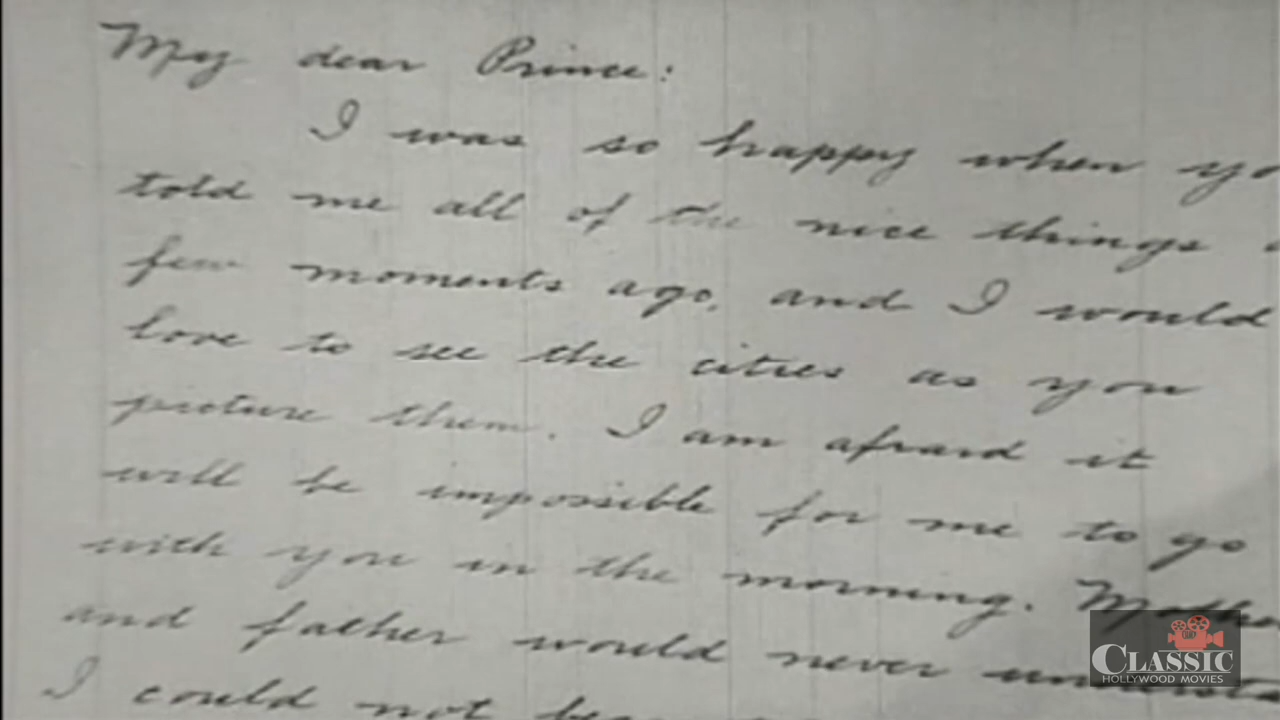 My dear Prince:
I was so happy when yo
told me all of the nice things
few moments ago, and I would
love to see the cities as you
picture them. I am afraid it
will be impossible for me to go
with you in the morning. Mothe
and father would never understa
I could not
CLASSIC
HOLLYWOOD MOVIES